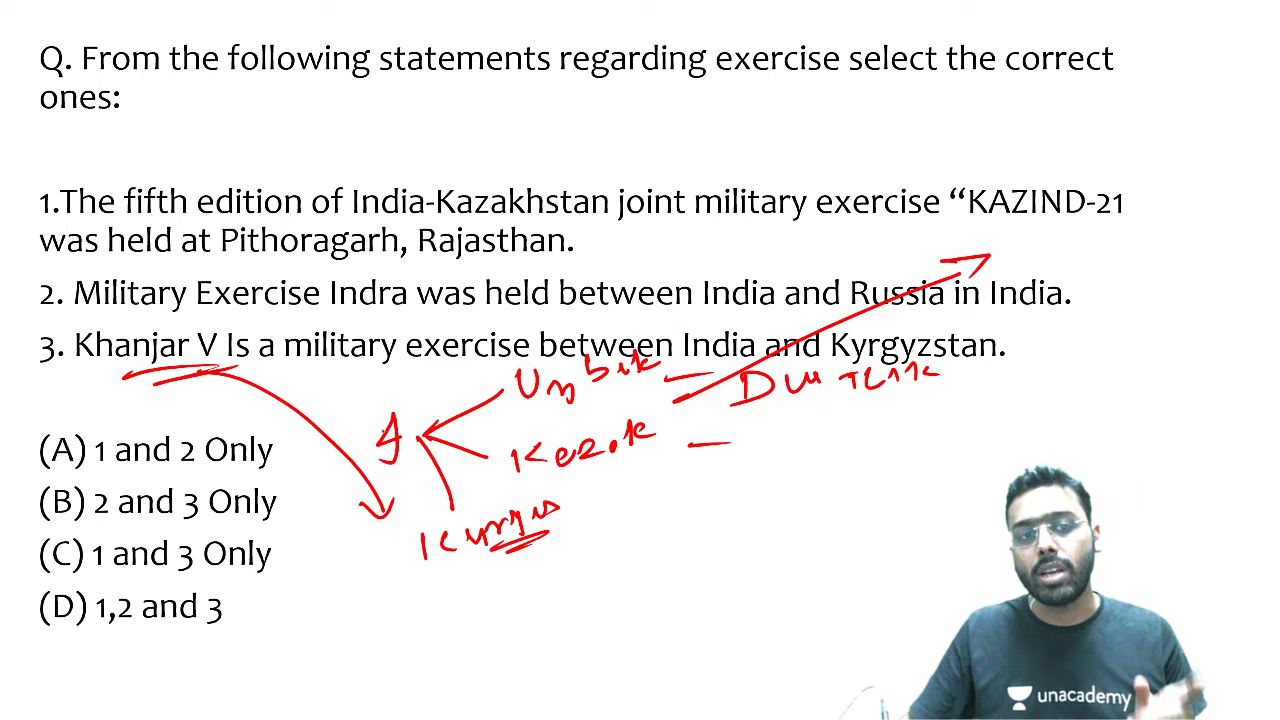 Q. From the following statements regarding exercise select the correct
ones:
1.The fifth edition of India-Kazakhstan joint military exercise “KAZIND-21
was held at Pithoragarh, Rajasthan.
2. Military Exercise Indra was held between India and Russia in India.
3. Khanjar V Is a military exercise between India and Kyrgyzstan.
(A) 1 and 2 Only
(B) 2 and 3 Only
(C) 1 and 3 Only
(D) 1,2 and 3
unacademy